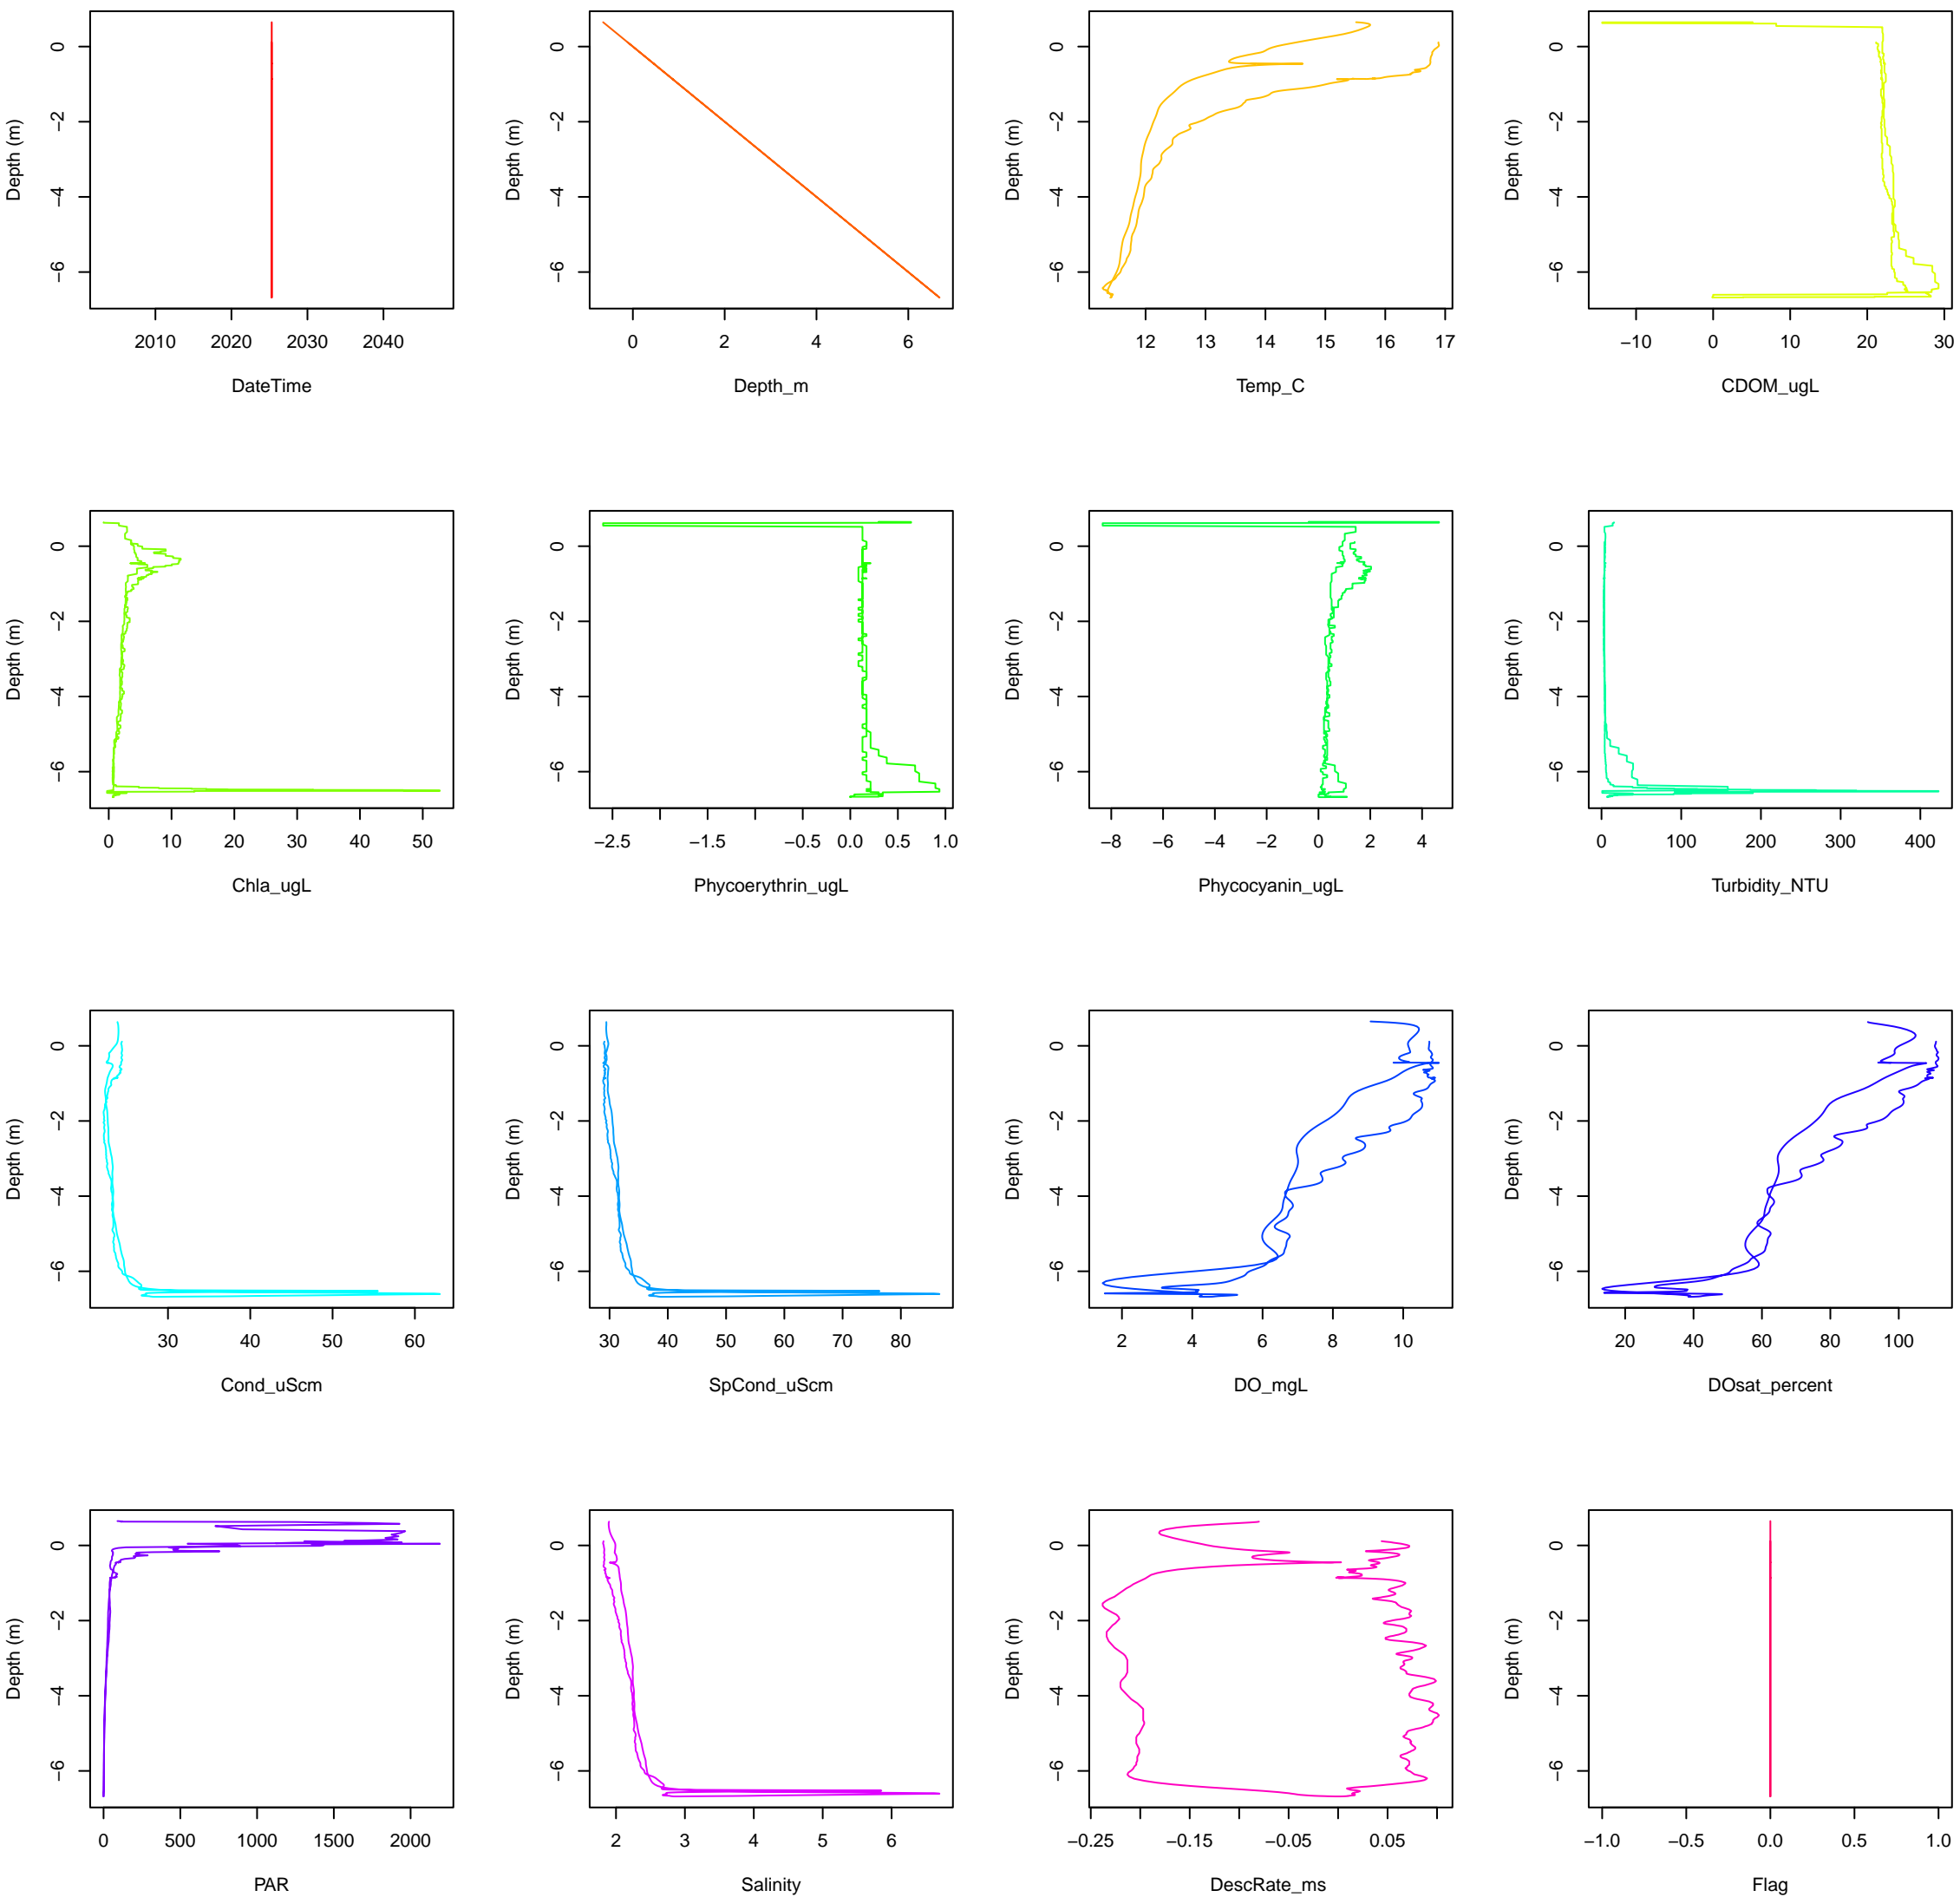 Depth (m)
0
−2
−4
−6
2010 2020 2030 2040
DateTime
Depth (m)
0
−2
−4
−6
0 2 4 6
Depth_m
Depth (m)
0
−2
−4
−6
12 13 14 15 16 17
Temp_C
Depth (m)
0
−2
−4
−6
−10 0 10 20 30
CDOM_ugL
Depth (m)
0
−2
−4
−6
0 10 20 30 40 50
Chla_ugL
Depth (m)
0
−2
−4
−6
−2.5 −1.5 −0.5 0.0 0.5 1.0
Phycoerythrin_ugL
Depth (m)
0
−2
−4
−6
−8 −6 −4 −2 0 2 4
Phycocyanin_ugL
Depth (m)
0
−2
−4
−6
0 100 200 300 400
Turbidity_NTU
Depth (m)
0
−2
−4
−6
30 40 50 60
Cond_uScm
Depth (m)
0
−2
−4
−6
30 40 50 60 70 80
SpCond_uScm
Depth (m)
0
−2
−4
−6
2 4 6 8 10
DO_mgL
Depth (m)
0
−2
−4
−6
20 40 60 80 100
DOsat_percent
Depth (m)
0
−2
−4
−6
0 500 1000 1500 2000
PAR
Depth (m)
0
−2
−4
−6
2 3 4 5 6
Salinity
Depth (m)
0
−2
−4
−6
−0.25 −0.15 −0.05 0.05
DescRate_ms
Depth (m)
0
−2
−4
−6
−1.0 −0.5 0.0 0.5 1.0
Flag